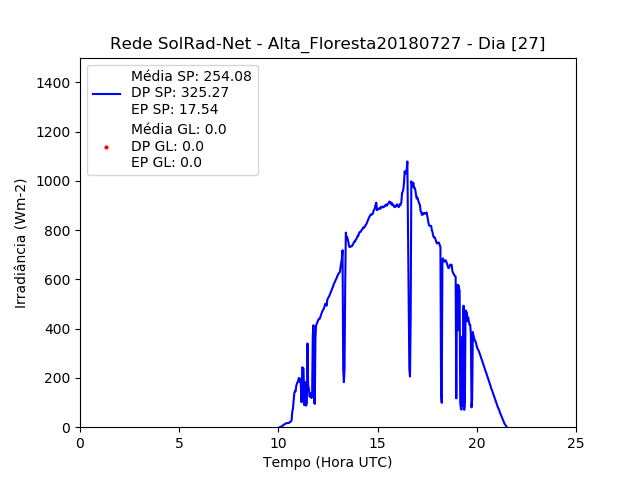 Rede SolRad-Net - Alta_Floresta20180727 - Dia [27]
Média SP: 254.08
DP SP: 325.27
EP SP: 17.54
Média GL: 0.0
DP GL: 0.0
EP GL: 0.0
1400
1200
1000
800
600
400
200
0
Irradiância (Wm-2)
0 5 10 15 20 25
Tempo (Hora UTC)